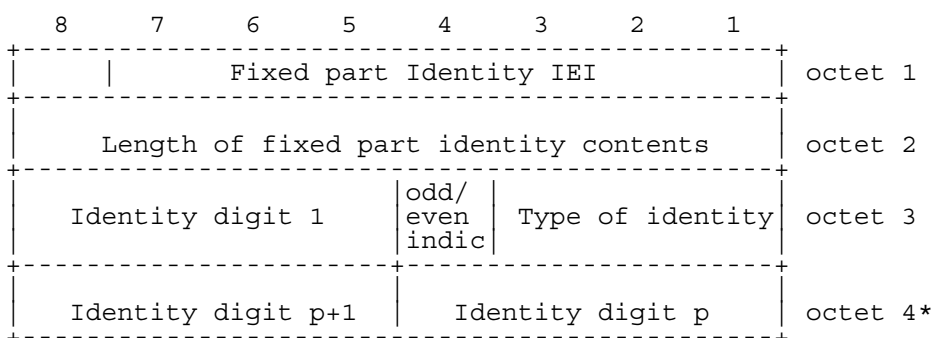 8 7 6 5 4 3 2 1
Fixed part Identity IEI octet 1
Length of fixed part identity contents octet 2
odd/
Identity digit 1 even Type of identity octet 3
indic
Identity digit p+1 Identity digit p octet 4*